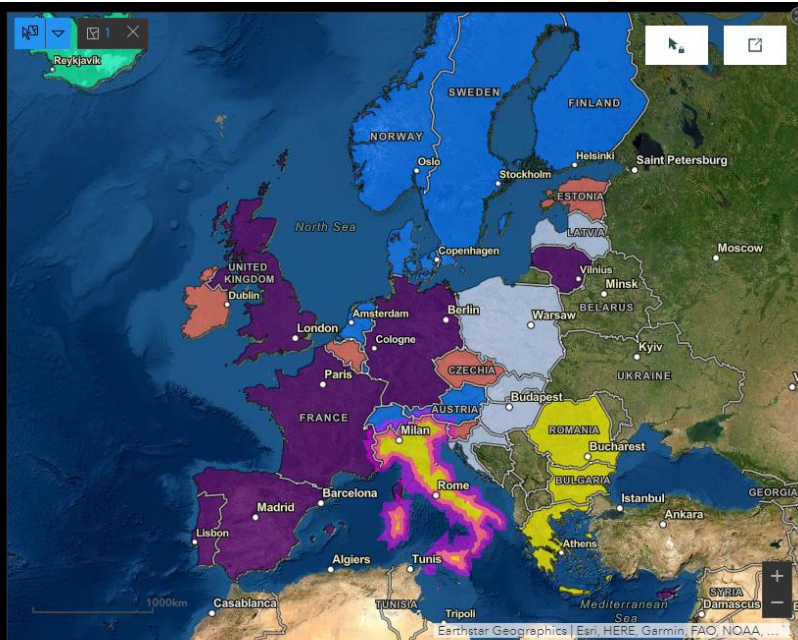 1
Reykjavík
SWEDEN
FINLAND
NORWAY
Oslo
Helsinki
Saint Petersburg
Stockholm
ESTONIA
North Sea
LATVIA
Moscow
Copenhagen
UNITED
KINGDOM
Vilnius
Minsk
Dublin
BELARUS
Amsterdam
Berlin
Warsaw
London
Cologne
Kyiv
Paris
CZECHIA
UKRAINE
Budapest
AUSTRIA
FRANCE
Milan
ROMANIA
Bucharest
BULGARIA
Rome
Barcelona
Istanbul
GEORGIA
Madrid
Ankara
Lisbon
Athens
Algiers
Tunis
SYRIA
1000km
Casablanca
TUNISIA
Mediterranean
Sea
Damascus
Tripoli
Earthstar Geographics | Esri, HERE, Garmin, FAO, NOAA, ...